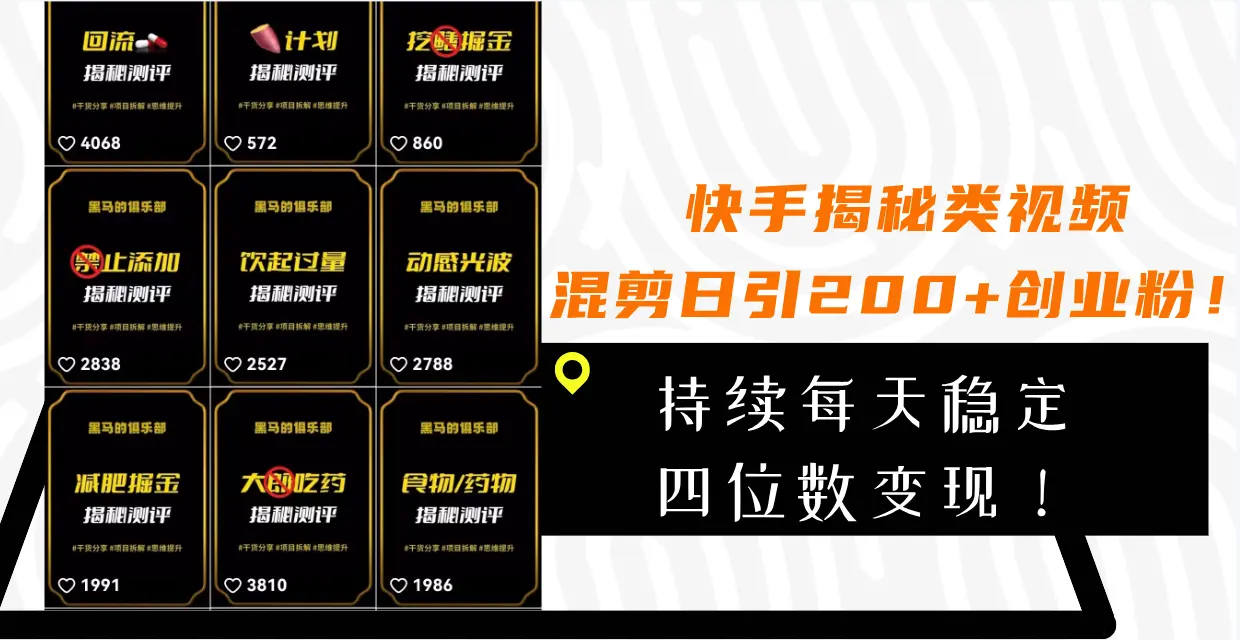 回流
揭秘测评
#干货分享 #项目拆解 #思维提升
4068
计划
揭秘测评
#干货分享 #项目拆解 #思维提升
572
挖赌掘金
揭秘测评
#干货分享 #项目拆解 #思维提升
860
黑马的俱乐部
禁止添加
揭秘测评
#干货分享 #项目拆解 #思维提升
2838
黑马的俱乐部
饮起过量
揭秘测评
#干货分享 #项目拆解 #思维提升
2527
黑马的俱乐部
动感光波
揭秘测评
#干货分享 #项目拆解 #思维提升
2788
黑马的俱乐部
减肥掘金
揭秘测评
#干货分享 #项目拆解 #思维提升
1991
黑马的俱乐部
大郎吃药
揭秘测评
#干货分享 #项目拆解 #思维提升
3810
黑马的俱乐部
食物/药物
揭秘测评
#干货分享 #项目拆解 #思维提升
1986
快手揭秘类视频
混剪日引200+创业粉!
持续每天稳定
四位数变现!